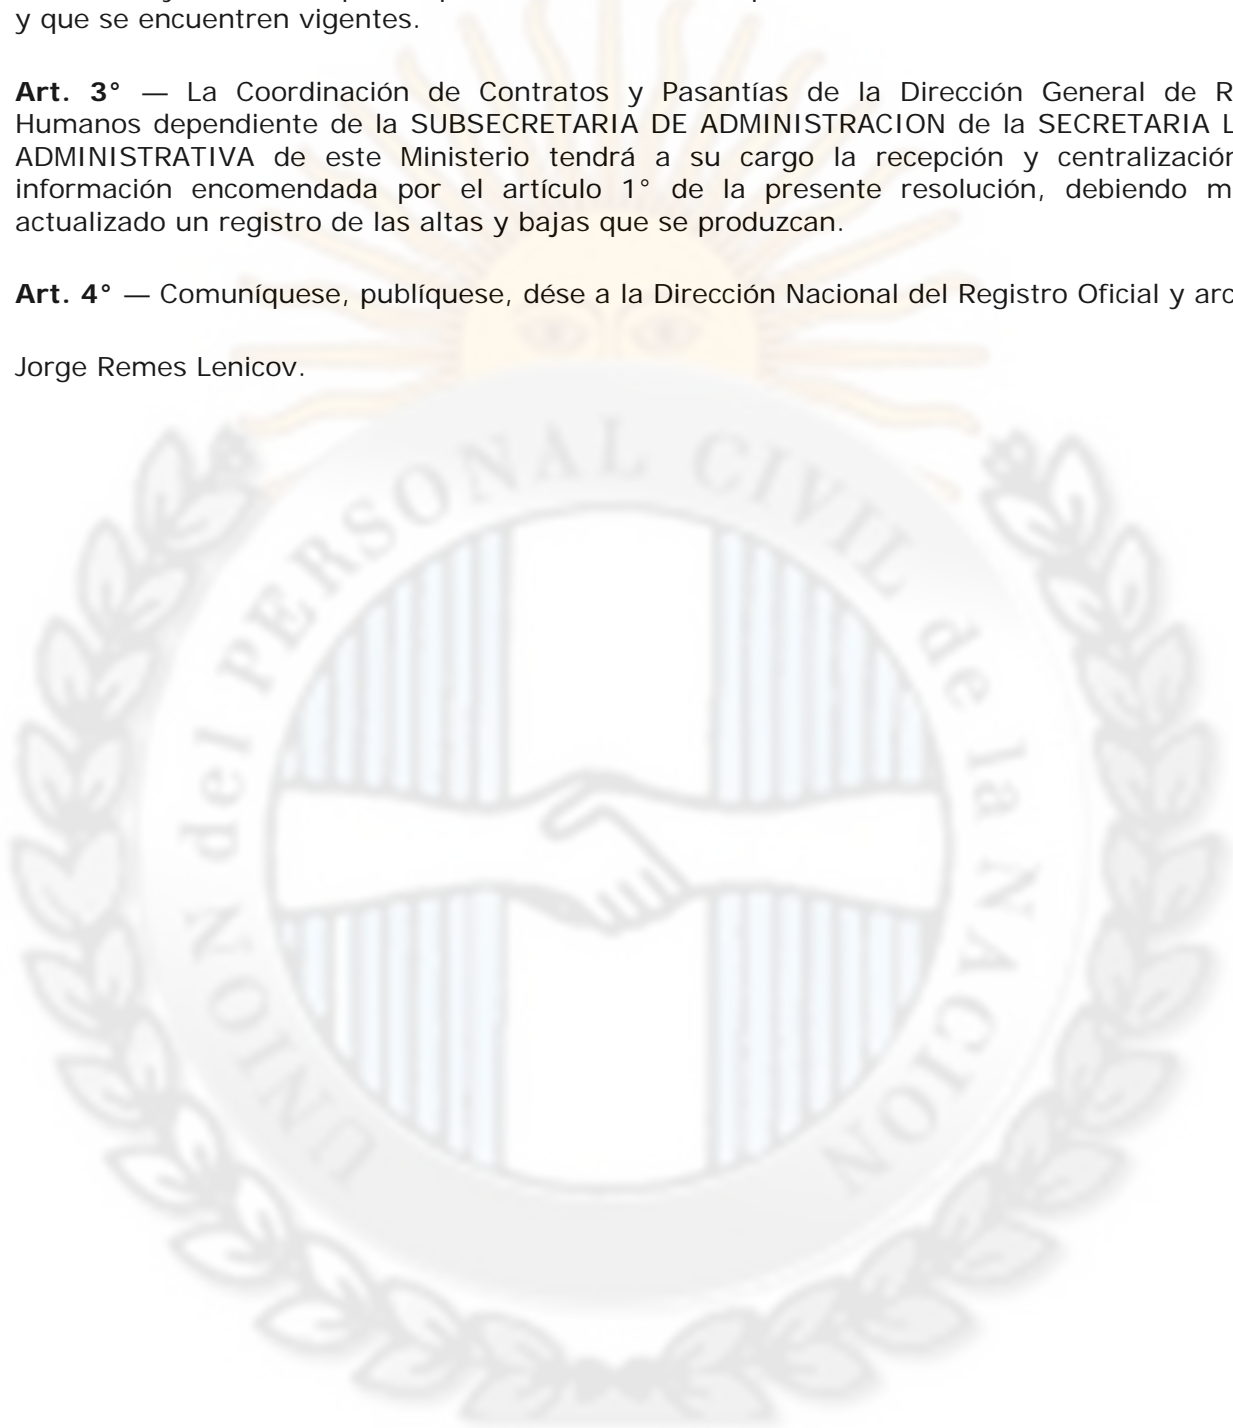 y que se encuentren vigentes.
Art. 3° — La Coordinación de Contratos y Pasantías de la Dirección General de R
Humanos dependiente de la SUBSECRETARIA DE ADMINISTRACION de la SECRETARIA L
ADMINISTRATIVA de este Ministerio tendrá a su cargo la recepción y centralización
información encomendada por el artículo 1° de la presente resolución, debiendo m
actualizado un registro de las altas y bajas que se produzcan.
Art. 4° — Comuníquese, publíquese, dése a la Dirección Nacional del Registro Oficial y arc
Jorge Remes Lenicov.
UNION del PERSONAL CIVIL de la NACION